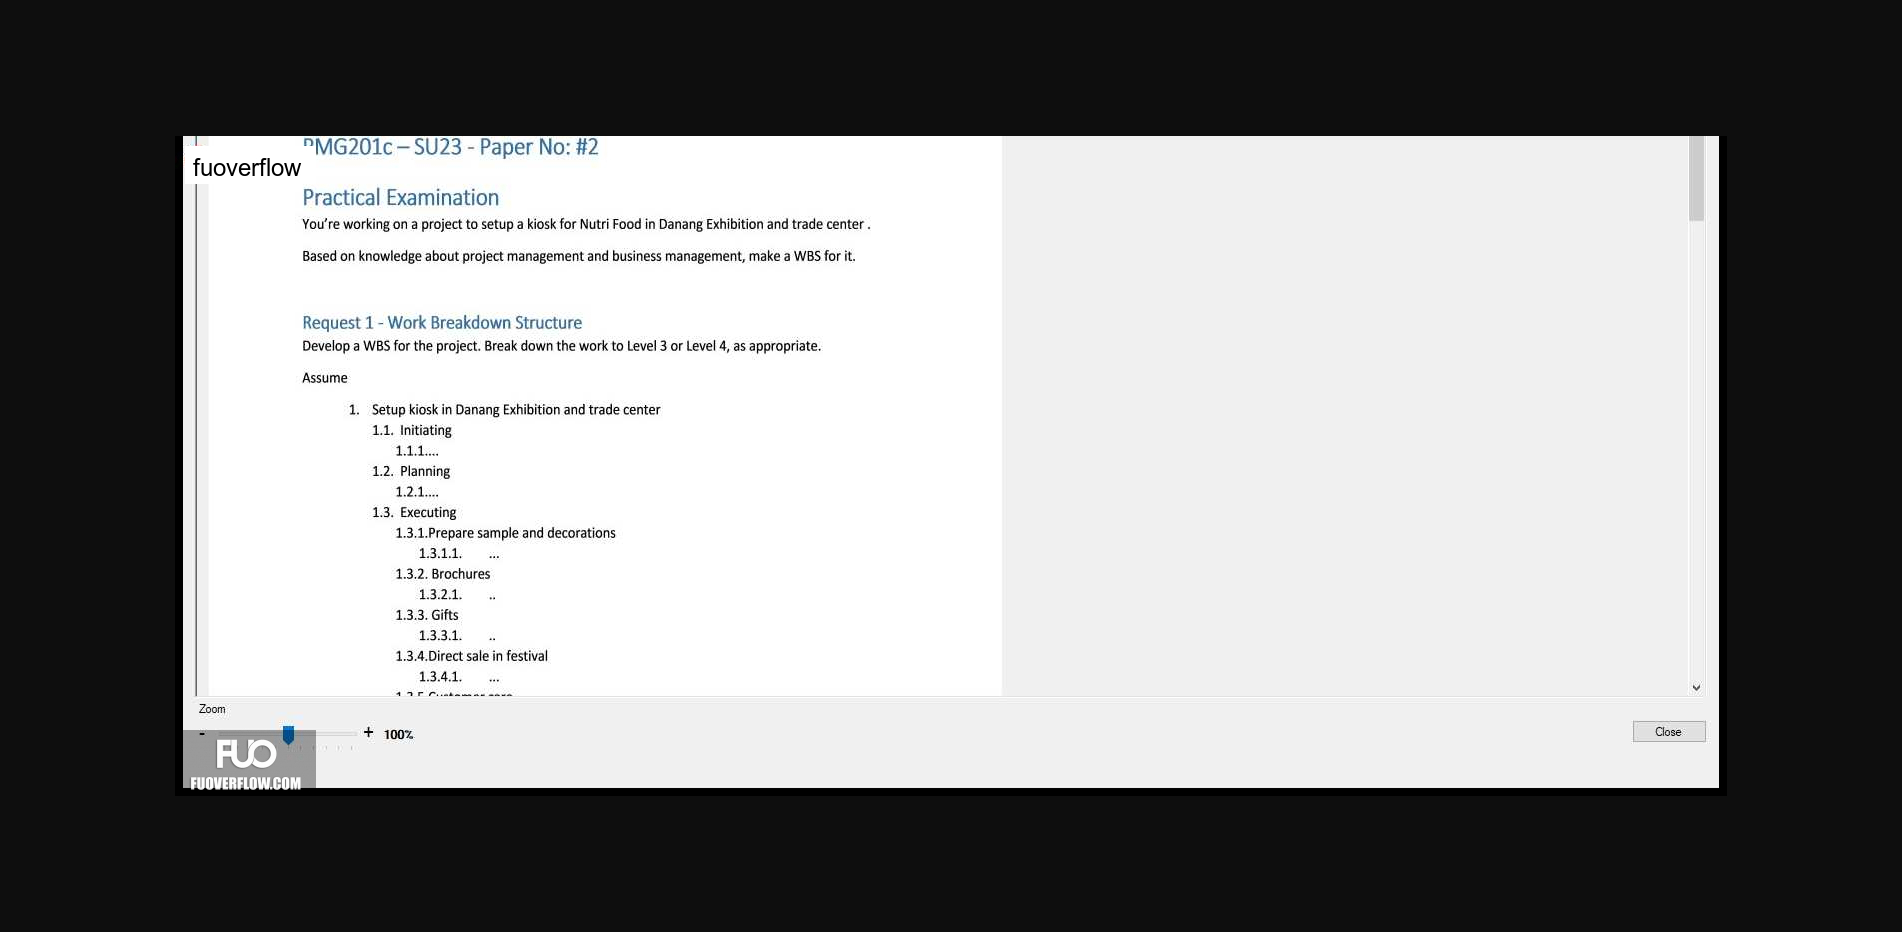 PMG201c – SU23 - Paper No: #2
fuoverflow
Practical Examination
You're working on a project to setup a kiosk for Nutri Food in Danang Exhibition and trade center .
Based on knowledge about project management and business management, make a WBS for it.
Request 1 - Work Breakdown Structure
Develop a WBS for the project. Break down the work to Level 3 or Level 4, as appropriate.
Assume
1. Setup kiosk in Danang Exhibition and trade center
1.1. Initiating
1.1.1....
1.2. Planning
1.2.1....
1.3. Executing
1.3.1.Prepare sample and decorations
1.3.1.1. ...
1.3.2. Brochures
1.3.2.1. ..
1.3.3. Gifts
1.3.3.1. ..
1.3.4.Direct sale in festival
1.3.4.1. ...
1.3.5.Customer care
Zoom
- + 100%
Close
FUO
FUOVERFLOW.COM